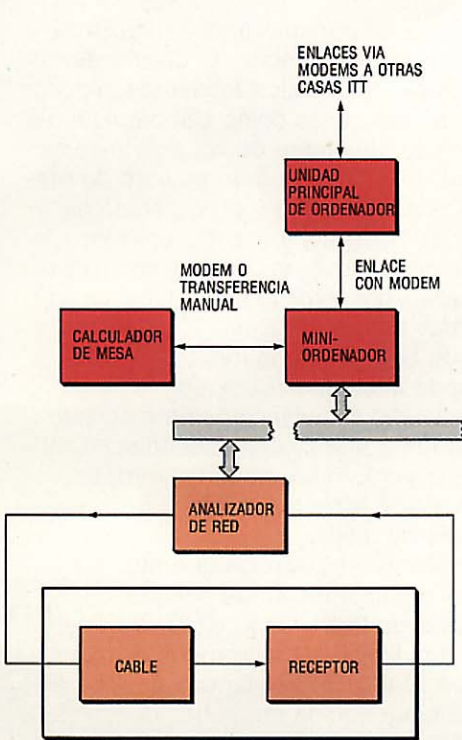 ENLACES VIA
MODEMS A OTRAS
CASAS ITT
UNIDAD
PRINCIPAL
DE ORDENADOR
MODEM O
TRANSFERENCIA
MANUAL
ENLACE
CON MODEM
CALCULADOR
DE MESA
MINI-
ORDENADOR
ANALIZADOR
DE RED
CABLE
RECEPTOR